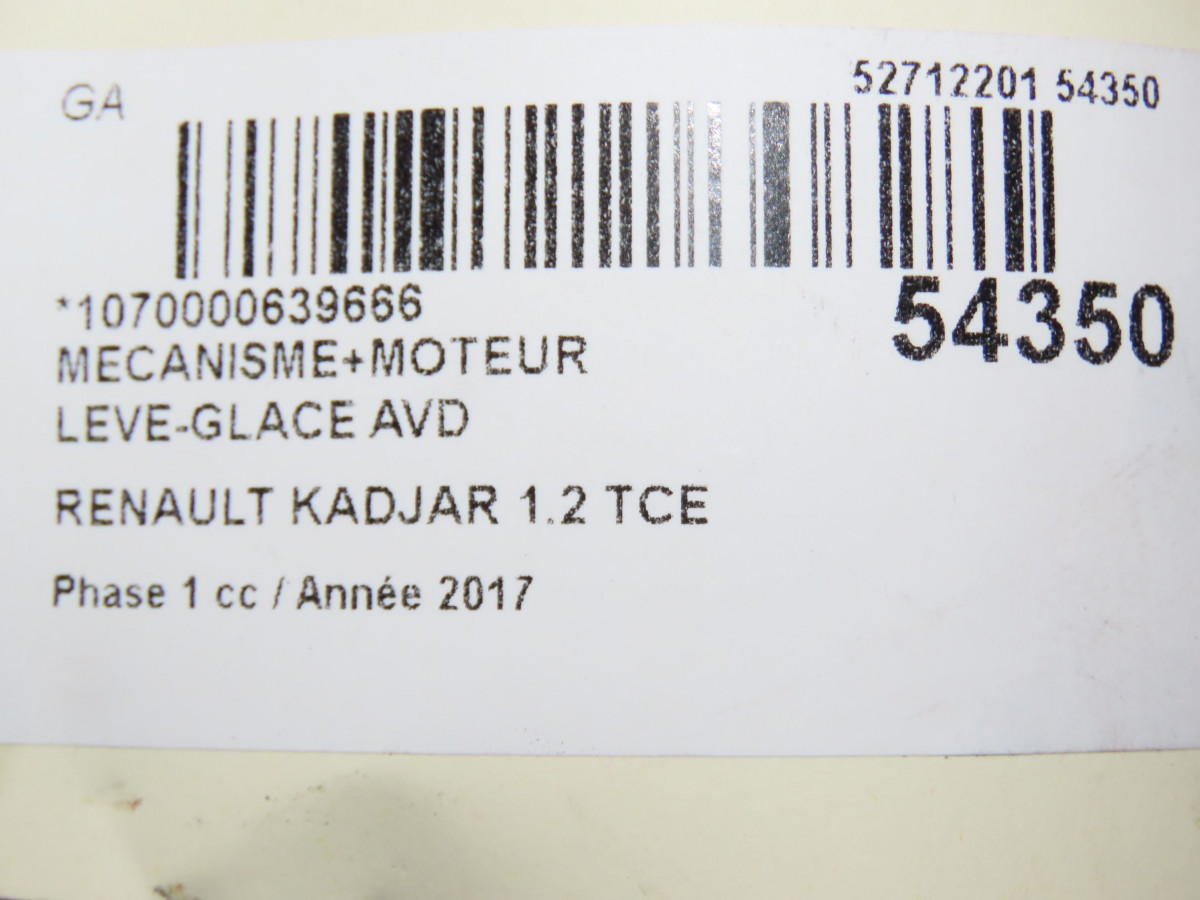 GA
52712201 54350
*1070000639666
54350
MECANISME+MOTEUR
LEVE-GLACE AVD
RENAULT KADJAR 1.2 TCE
Phase 1 cc / Année 2017